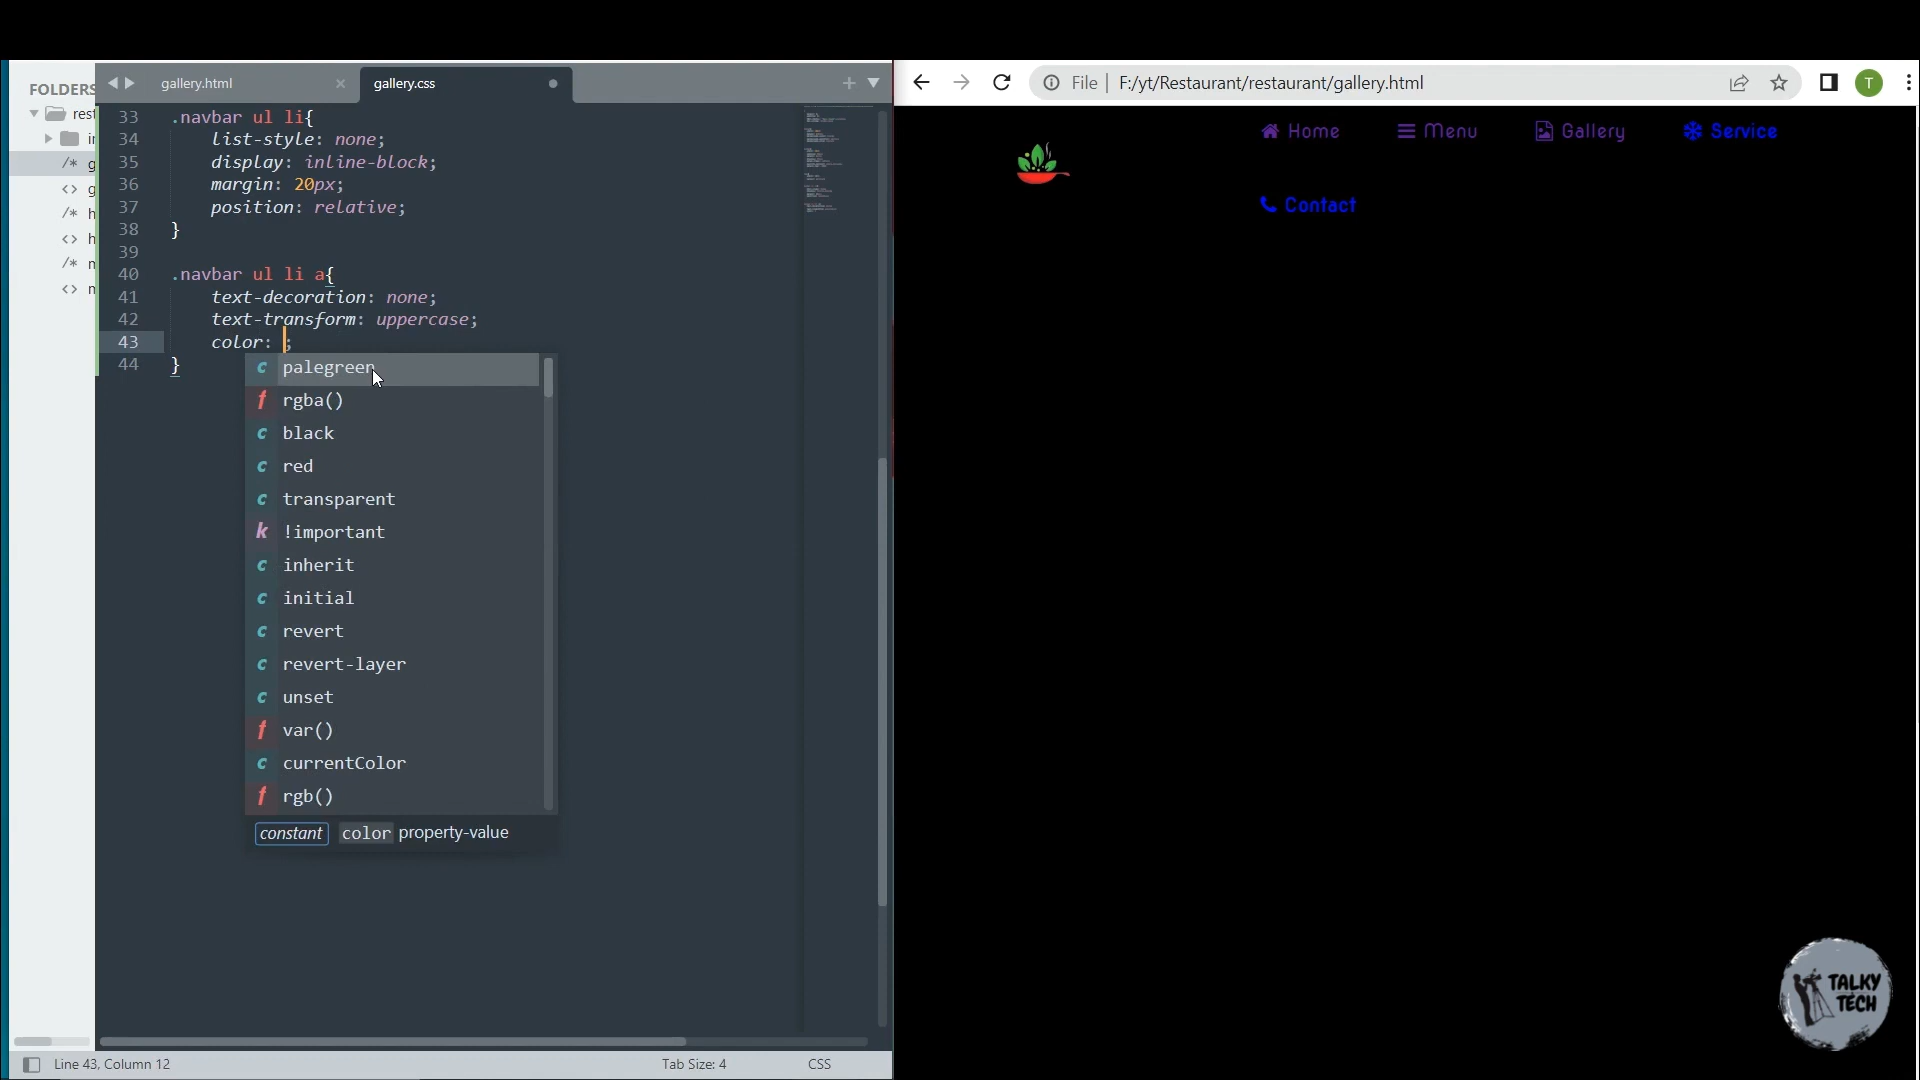 FOLDERS
rest
gallery.html
gallery.css
33 .navbar ul li{
34 list-style: none;
35 display: inline-block;
36 margin: 20px;
37 position: relative;
38 }
39
40 .navbar ul li a{
41 text-decoration: none;
42 text-transform: uppercase;
43 color: ;
44 }
c palegreen
f rgba()
c black
c red
c transparent
k !important
c inherit
c initial
c revert
c revert-layer
c unset
f var()
c currentColor
f rgb()
constant color property-value
Line 43, Column 12
Tab Size: 4
CSS
File F:/yt/Restaurant/restaurant/gallery.html
T
Home Menu Gallery Service
Contact
TALKY
TECH